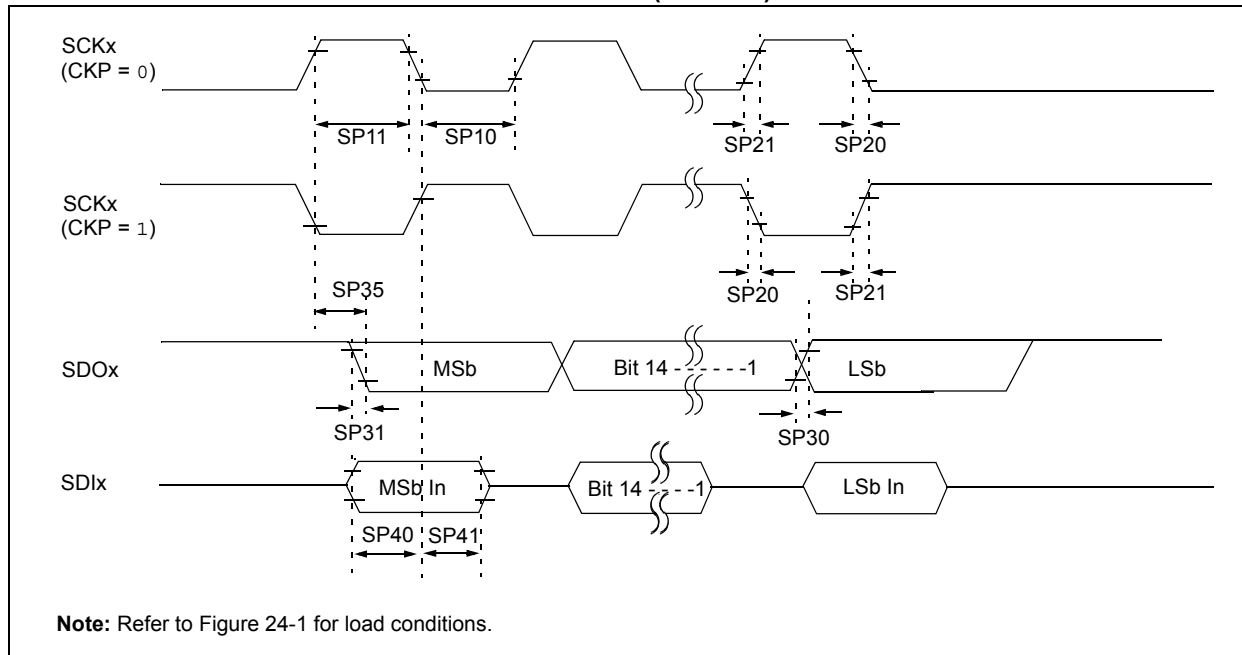 SCKx
(CKP = 0)
SP11
SP10
SP21
SP20
SCKx
(CKP = 1)
SP35
SP20
SP21
SDOx
MSb
Bit 14 - - - - - -1
LSb
SP31
SP30
SDIx
MSb In
Bit 14 - - - -1
LSb In
SP40
SP41
Note: Refer to Figure 24-1 for load conditions.